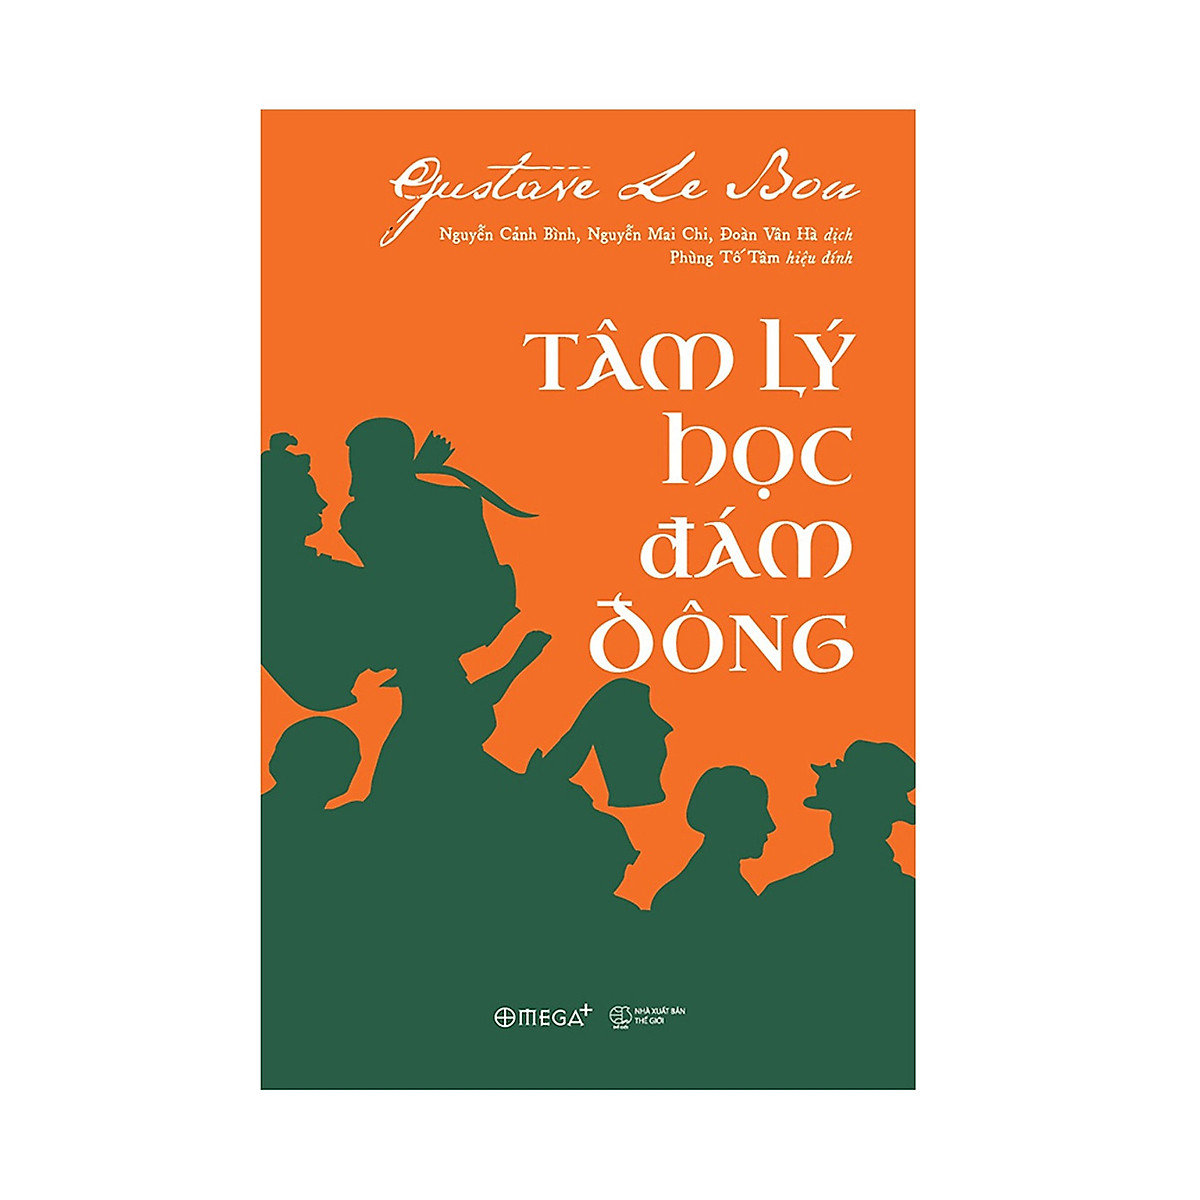 Gustave Le Bon
Nguyễn Cảnh Bình, Nguyễn Mai Chi, Đoàn Vân Hà dịch
Phùng Tố Tâm hiệu đính
TÂM LÝ
HỌC
ĐÁM
ĐÔNG
OMEGA+
NHÀ XUẤT BẢN
THẾ GIỚI